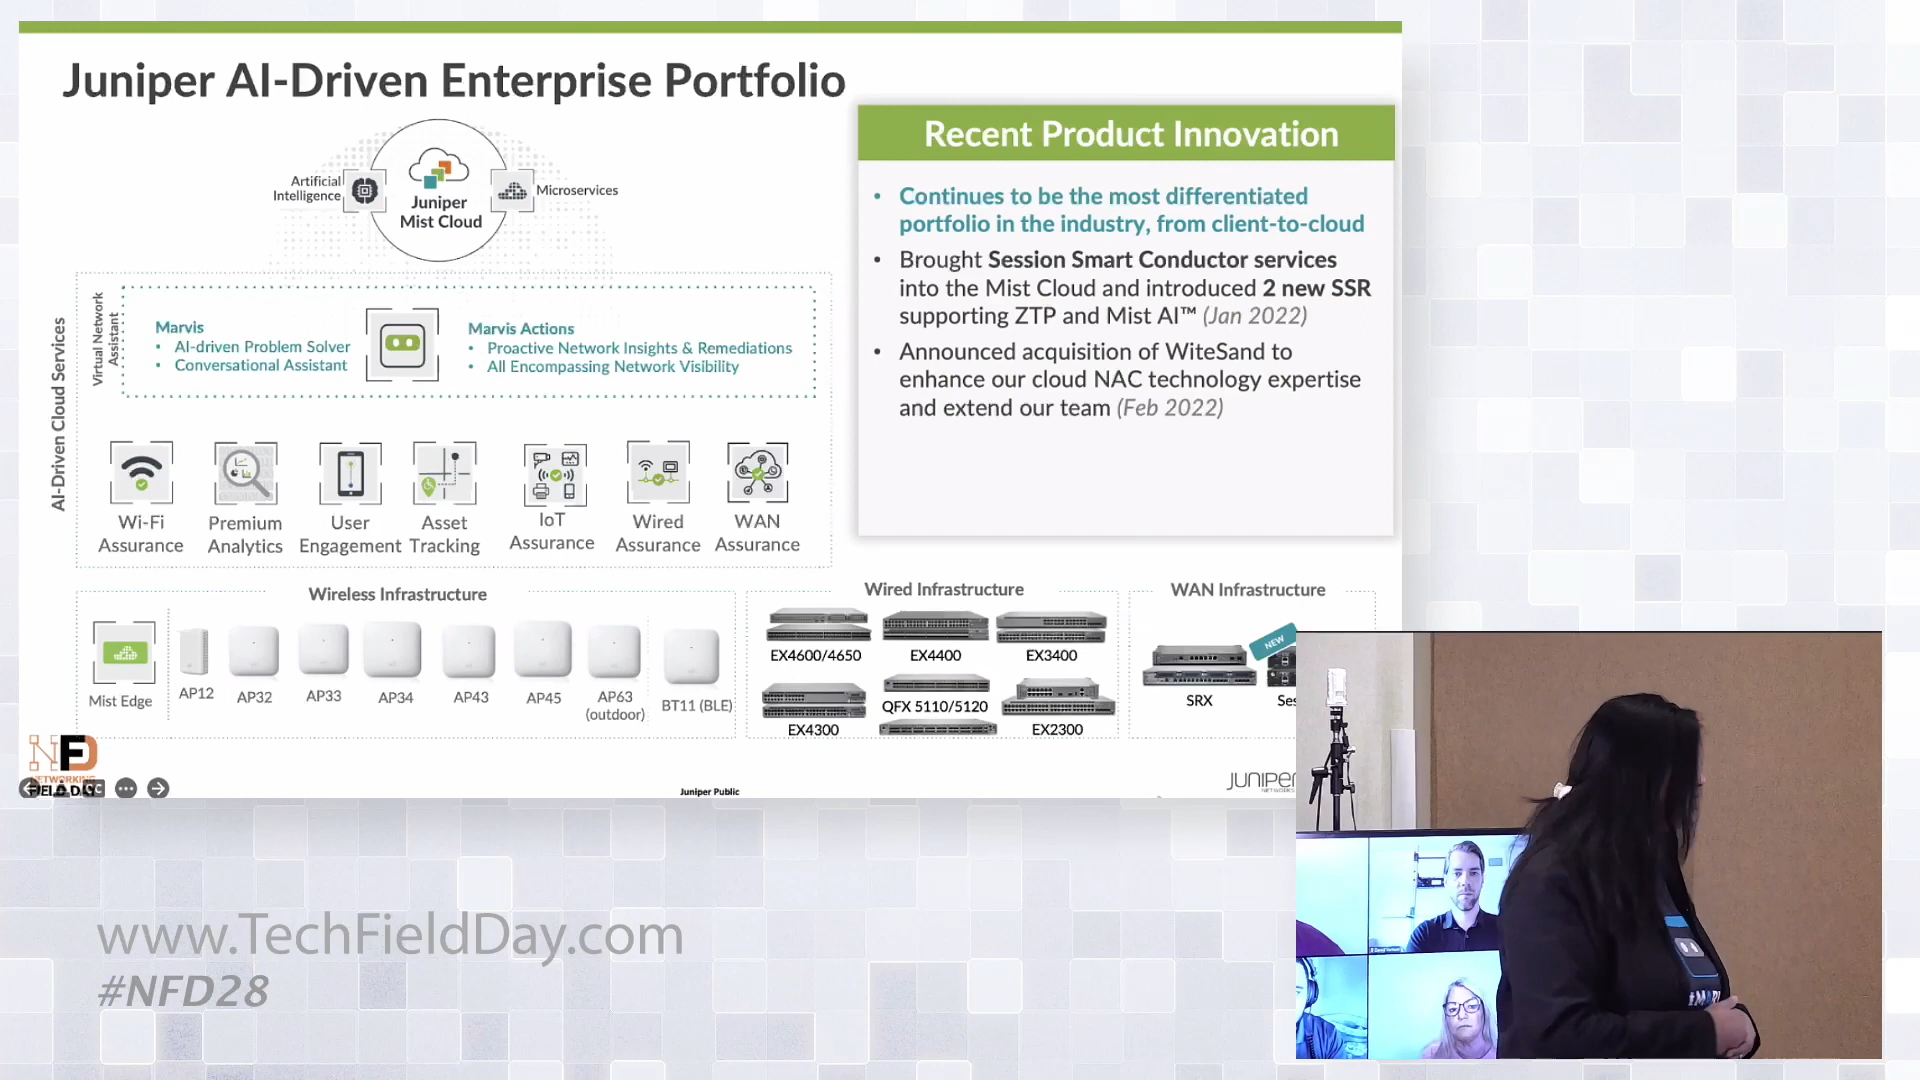 Juniper AI-Driven Enterprise Portfolio
Artificial
Intelligence
Juniper
Mist Cloud
Microservices
Recent Product Innovation
• Continues to be the most differentiated
portfolio in the industry, from client-to-cloud
• Brought Session Smart Conductor services
into the Mist Cloud and introduced 2 new SSR
supporting ZTP and Mist AI™ (Jan 2022)
• Announced acquisition of WiteSand to
enhance our cloud NAC technology expertise
and extend our team (Feb 2022)
AI-Driven Cloud Services
Virtual Network
Assistant
Marvis
• AI-driven Problem Solver
• Conversational Assistant
Marvis Actions
• Proactive Network Insights & Remediations
• All Encompassing Network Visibility
Wi-Fi
Assurance
Premium
Analytics
User
Engagement
Asset
Tracking
IoT
Assurance
Wired
Assurance
WAN
Assurance
Wireless Infrastructure
Mist Edge
AP12
AP32
AP33
AP34
AP43
AP45
AP63
(outdoor)
BT11 (BLE)
Wired Infrastructure
EX4600/4650
EX4400
EX3400
EX4300
QFX 5110/5120
EX2300
WAN Infrastructure
NEW
SRX
Ses
NFD
NETWORKING
FIELD DAY
Juniper Public
JUNIPER
NETWORKS
www.TechFieldDay.com
#NFD28